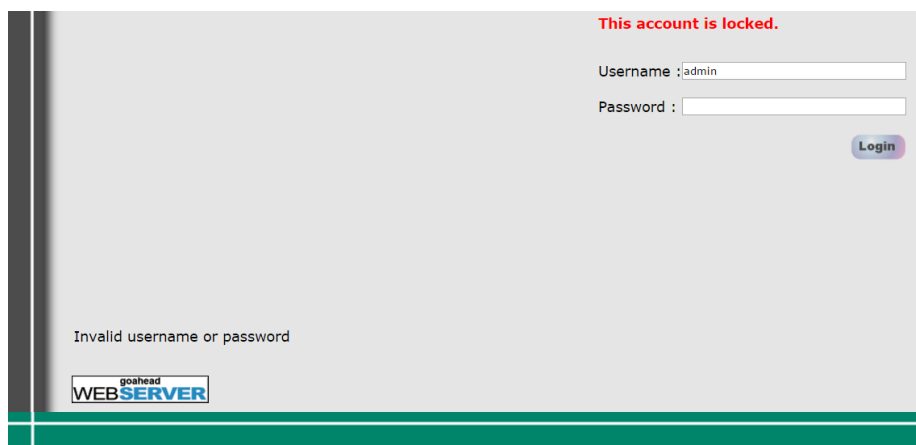 This account is locked.
Username : admin
Password :
Login
Invalid username or password
goahead
WEBSERVER